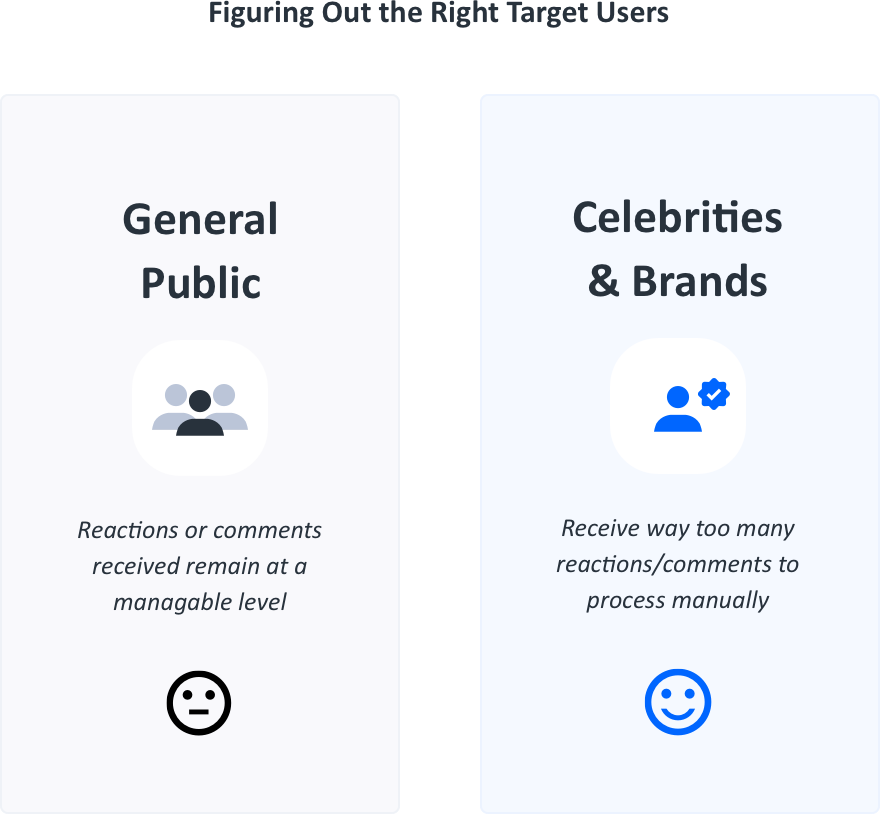 Figuring Out the Right Target Users
General
Public
Reactions or comments
received remain at a
managable level
Celebrities
& Brands
Receive way too many
reactions/comments to
process manually